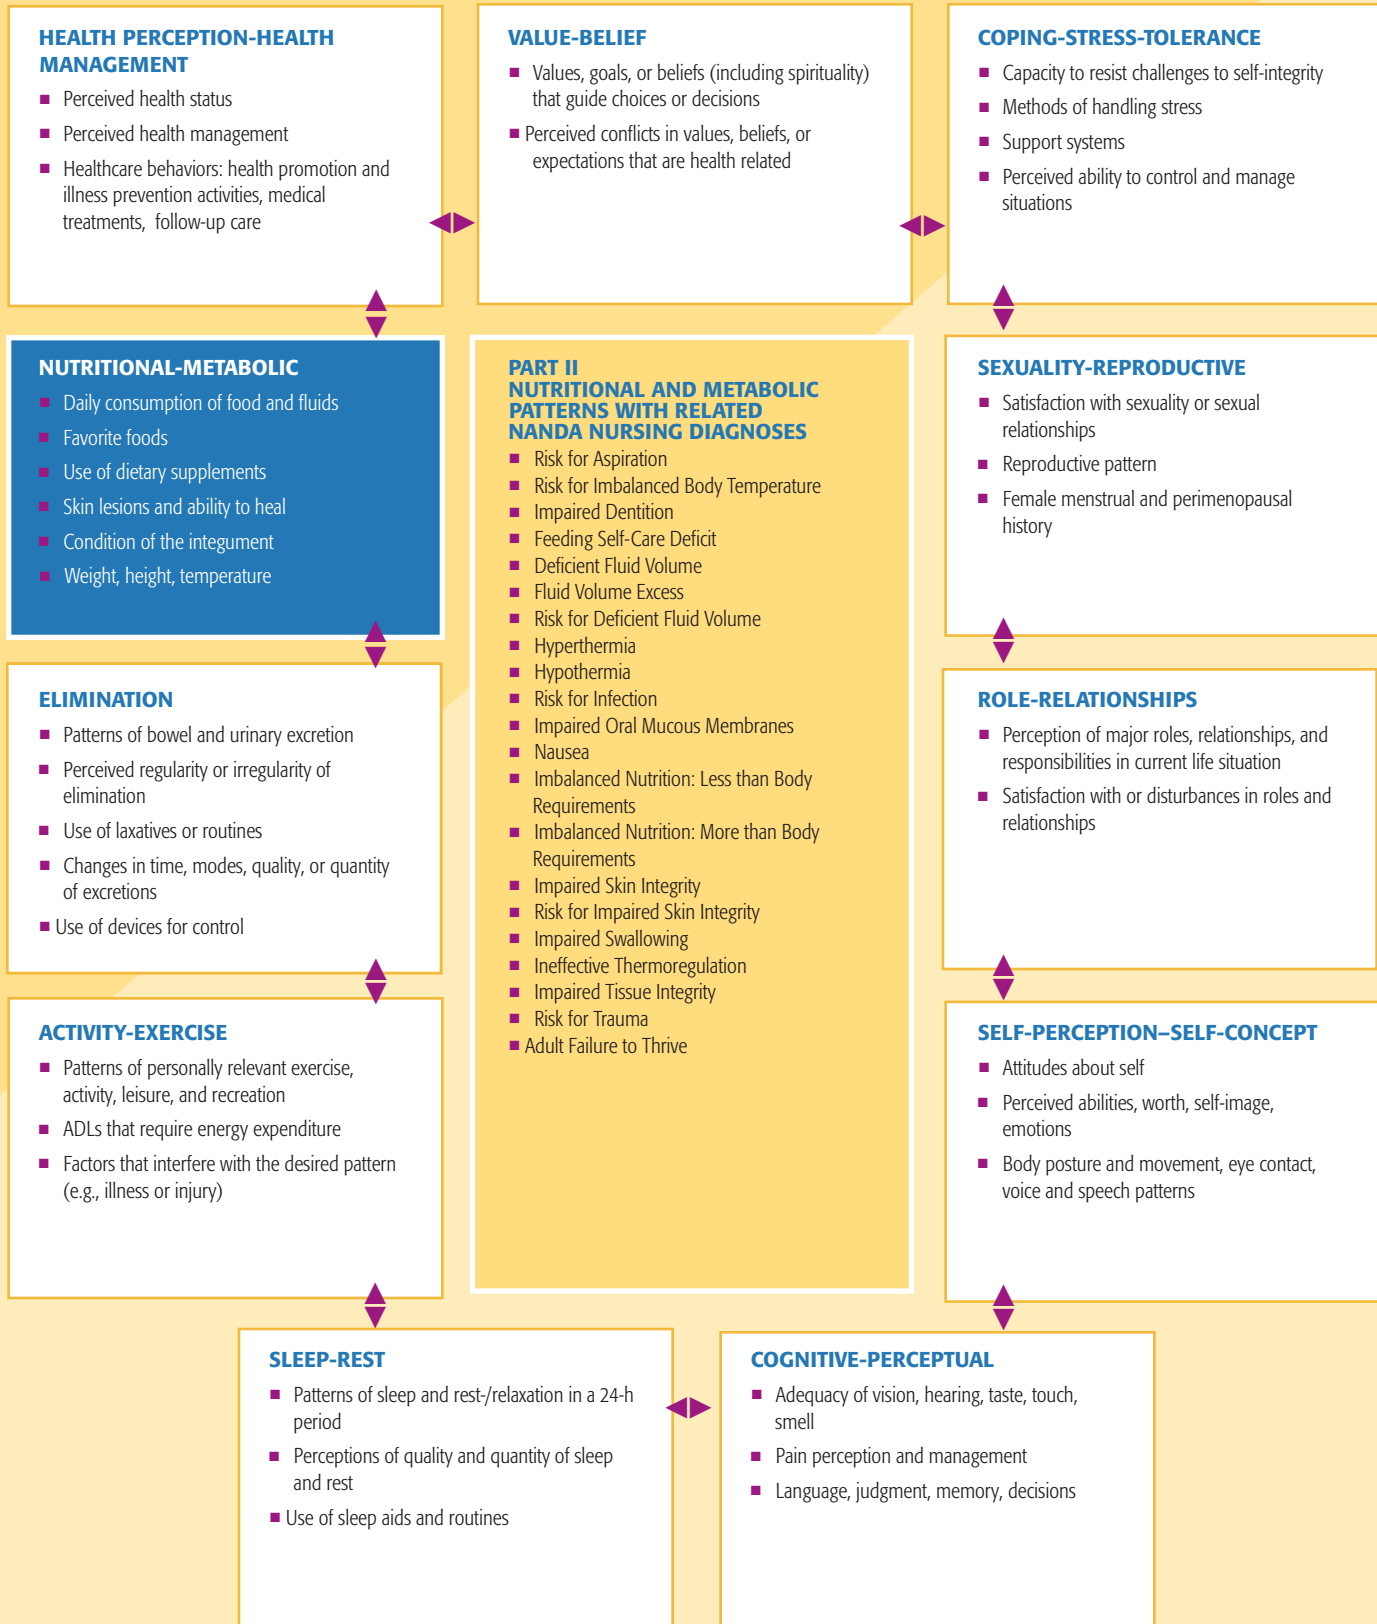 HEALTH PERCEPTION-HEALTH
MANAGEMENT
■ Perceived health status
■ Perceived health management
■ Healthcare behaviors: health promotion and
illness prevention activities, medical
treatments, follow-up care
VALUE-BELIEF
■ Values, goals, or beliefs (including spirituality)
that guide choices or decisions
■ Perceived conflicts in values, beliefs, or
expectations that are health related
COPING-STRESS-TOLERANCE
■ Capacity to resist challenges to self-integrity
■ Methods of handling stress
■ Support systems
■ Perceived ability to control and manage
situations
NUTRITIONAL-METABOLIC
■ Daily consumption of food and fluids
■ Favorite foods
■ Use of dietary supplements
■ Skin lesions and ability to heal
■ Condition of the integument
■ Weight, height, temperature
PART II
NUTRITIONAL AND METABOLIC
PATTERNS WITH RELATED
NANDA NURSING DIAGNOSES
■ Risk for Aspiration
■ Risk for Imbalanced Body Temperature
■ Impaired Dentition
■ Feeding Self-Care Deficit
■ Deficient Fluid Volume
■ Fluid Volume Excess
■ Risk for Deficient Fluid Volume
■ Hyperthermia
■ Hypothermia
■ Risk for Infection
■ Impaired Oral Mucous Membranes
■ Nausea
■ Imbalanced Nutrition: Less than Body
Requirements
■ Imbalanced Nutrition: More than Body
Requirements
■ Impaired Skin Integrity
■ Risk for Impaired Skin Integrity
■ Impaired Swallowing
■ Ineffective Thermoregulation
■ Impaired Tissue Integrity
■ Risk for Trauma
■ Adult Failure to Thrive
SEXUALITY-REPRODUCTIVE
■ Satisfaction with sexuality or sexual
relationships
■ Reproductive pattern
■ Female menstrual and perimenopausal
history
ELIMINATION
■ Patterns of bowel and urinary excretion
■ Perceived regularity or irregularity of
elimination
■ Use of laxatives or routines
■ Changes in time, modes, quality, or quantity
of excretions
■ Use of devices for control
ROLE-RELATIONSHIPS
■ Perception of major roles, relationships, and
responsibilities in current life situation
■ Satisfaction with or disturbances in roles and
relationships
ACTIVITY-EXERCISE
■ Patterns of personally relevant exercise,
activity, leisure, and recreation
■ ADLs that require energy expenditure
■ Factors that interfere with the desired pattern
(e.g., illness or injury)
SELF-PERCEPTION–SELF-CONCEPT
■ Attitudes about self
■ Perceived abilities, worth, self-image,
emotions
■ Body posture and movement, eye contact,
voice and speech patterns
SLEEP-REST
■ Patterns of sleep and rest-/relaxation in a 24-h
period
■ Perceptions of quality and quantity of sleep
and rest
■ Use of sleep aids and routines
COGNITIVE-PERCEPTUAL
■ Adequacy of vision, hearing, taste, touch,
smell
■ Pain perception and management
■ Language, judgment, memory, decisions